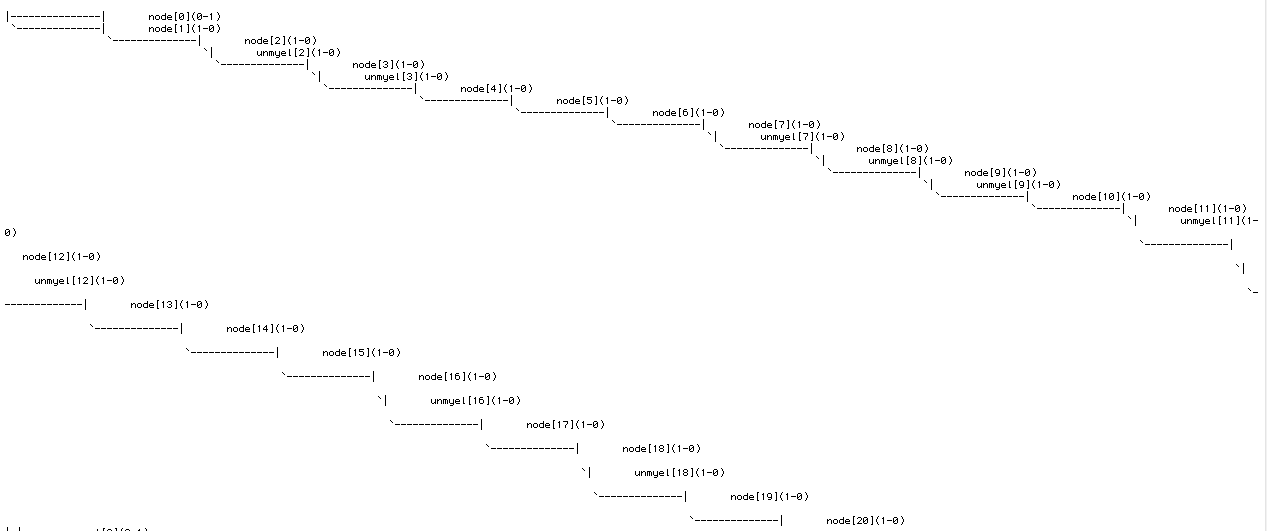 |---------------|       node[0](0-1)
 `--------------|       node[1](1-0)
                 `--------------|       node[2](1-0)
                                 `|       unmyel[2](1-0)
                                   `--------------|       node[3](1-0)
                                                   `|       unmyel[3](1-0)
                                                     `--------------|       node[4](1-0)
                                                                     `--------------|       node[5](1-0)
                                                                                     `--------------|       node[6](1-0)
                                                                                                     `--------------|       node[7](1-0)
                                                                                                                     `|       unmyel[7](1-0)
                                                                                                                       `--------------|       node[8](1-0)
                                                                                                                                       `|       unmyel[8](1-0)
                                                                                                                                         `--------------|       node[9](1-0)
                                                                                                                                                         `|       unmyel[9](1-0)
                                                                                                                                                           `--------------|       node[10](1-0)
                                                                                                                                                                           `--------------|       node[11](1-0)
                                                                                                                                                                                            `|       unmyel[11](1-
0)
                                                                                                                                                                                              `--------------|
   node[12](1-0)
                                                                                                                                                                                                              `|
     unmyel[12](1-0)
                                                                                                                                                                                                                `-
-------------|       node[13](1-0)
              `--------------|       node[14](1-0)
                              `--------------|       node[15](1-0)
                                              `--------------|       node[16](1-0)
                                                              `|       unmyel[16](1-0)
                                                                `--------------|       node[17](1-0)
                                                                                `--------------|       node[18](1-0)
                                                                                                `|       unmyel[18](1-0)
                                                                                                  `--------------|       node[19](1-0)
                                                                                                                  `--------------|       node[20](1-0)